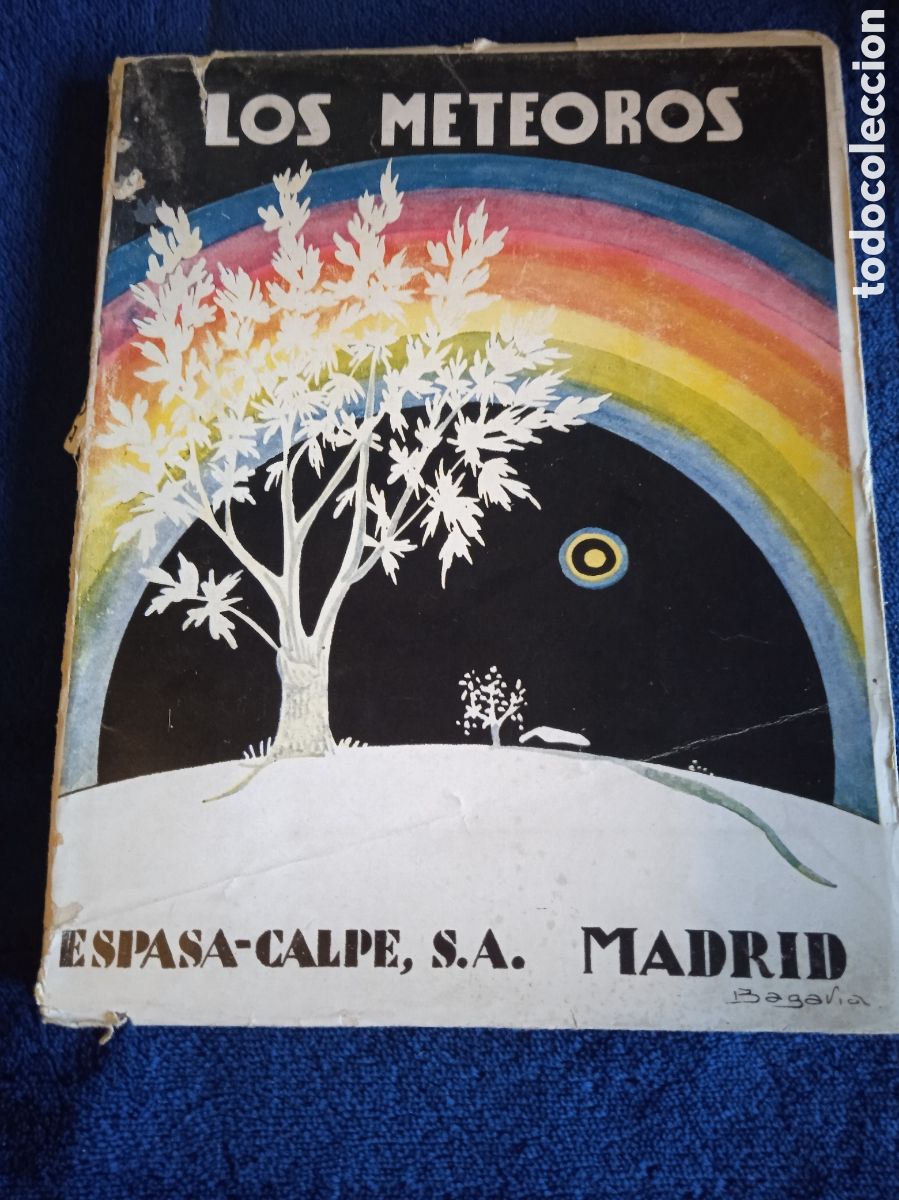 LOS METEOROS
ESPASA-CALPE, S.A. MADRID
Bagaria
todocoleccion